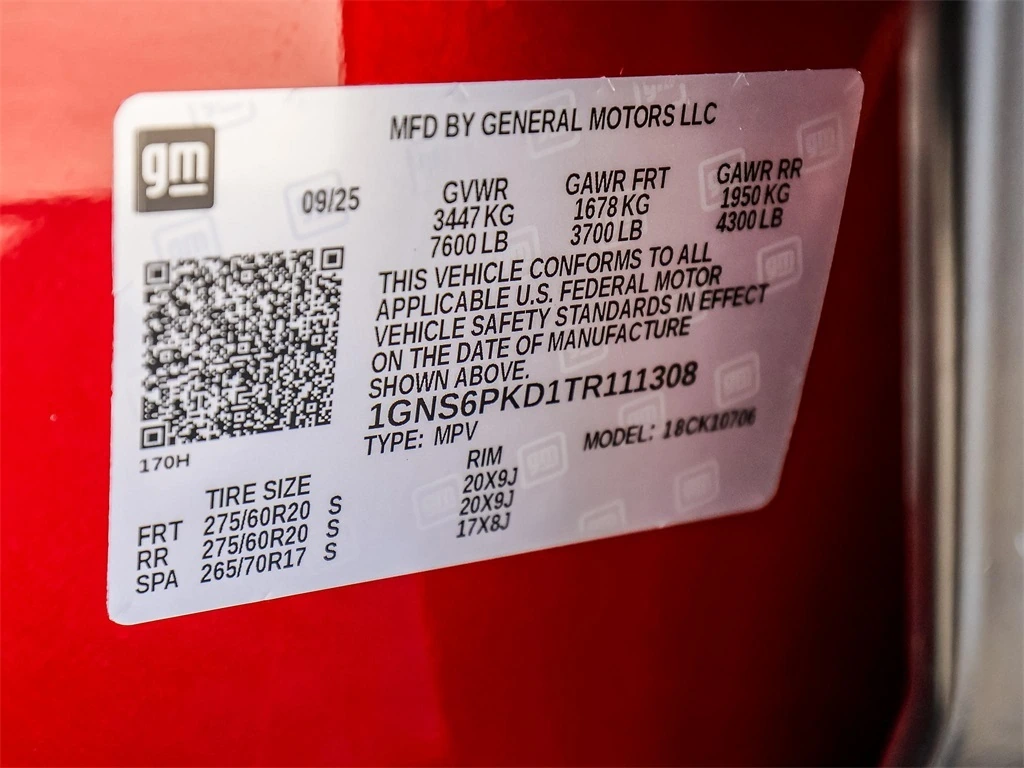 MFD BY GENERAL MOTORS LLC
gm
09/25
GVWR GAWR FRT GAWR RR
3447 KG 1678 KG 1950 KG
7600 LB 3700 LB 4300 LB
THIS VEHICLE CONFORMS TO ALL
APPLICABLE U.S. FEDERAL MOTOR
VEHICLE SAFETY STANDARDS IN EFFECT
ON THE DATE OF MANUFACTURE
SHOWN ABOVE.
1GNS6PKD1TR111308
TYPE: MPV MODEL: 18CK10706
170H
TIRE SIZE RIM
FRT 275/60R20 S 20X9J
RR 275/60R20 S 20X9J
SPA 265/70R17 S 17X8J